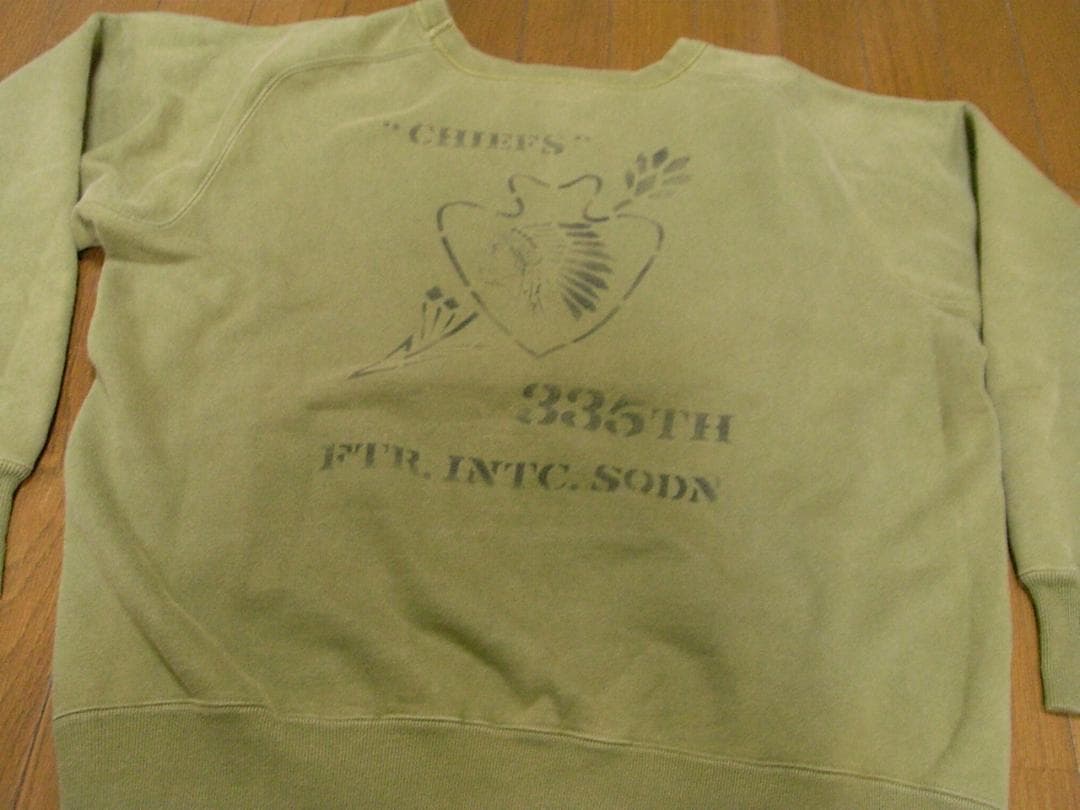 "CHIEFS"
335TH
FTR. INTC. SQDN